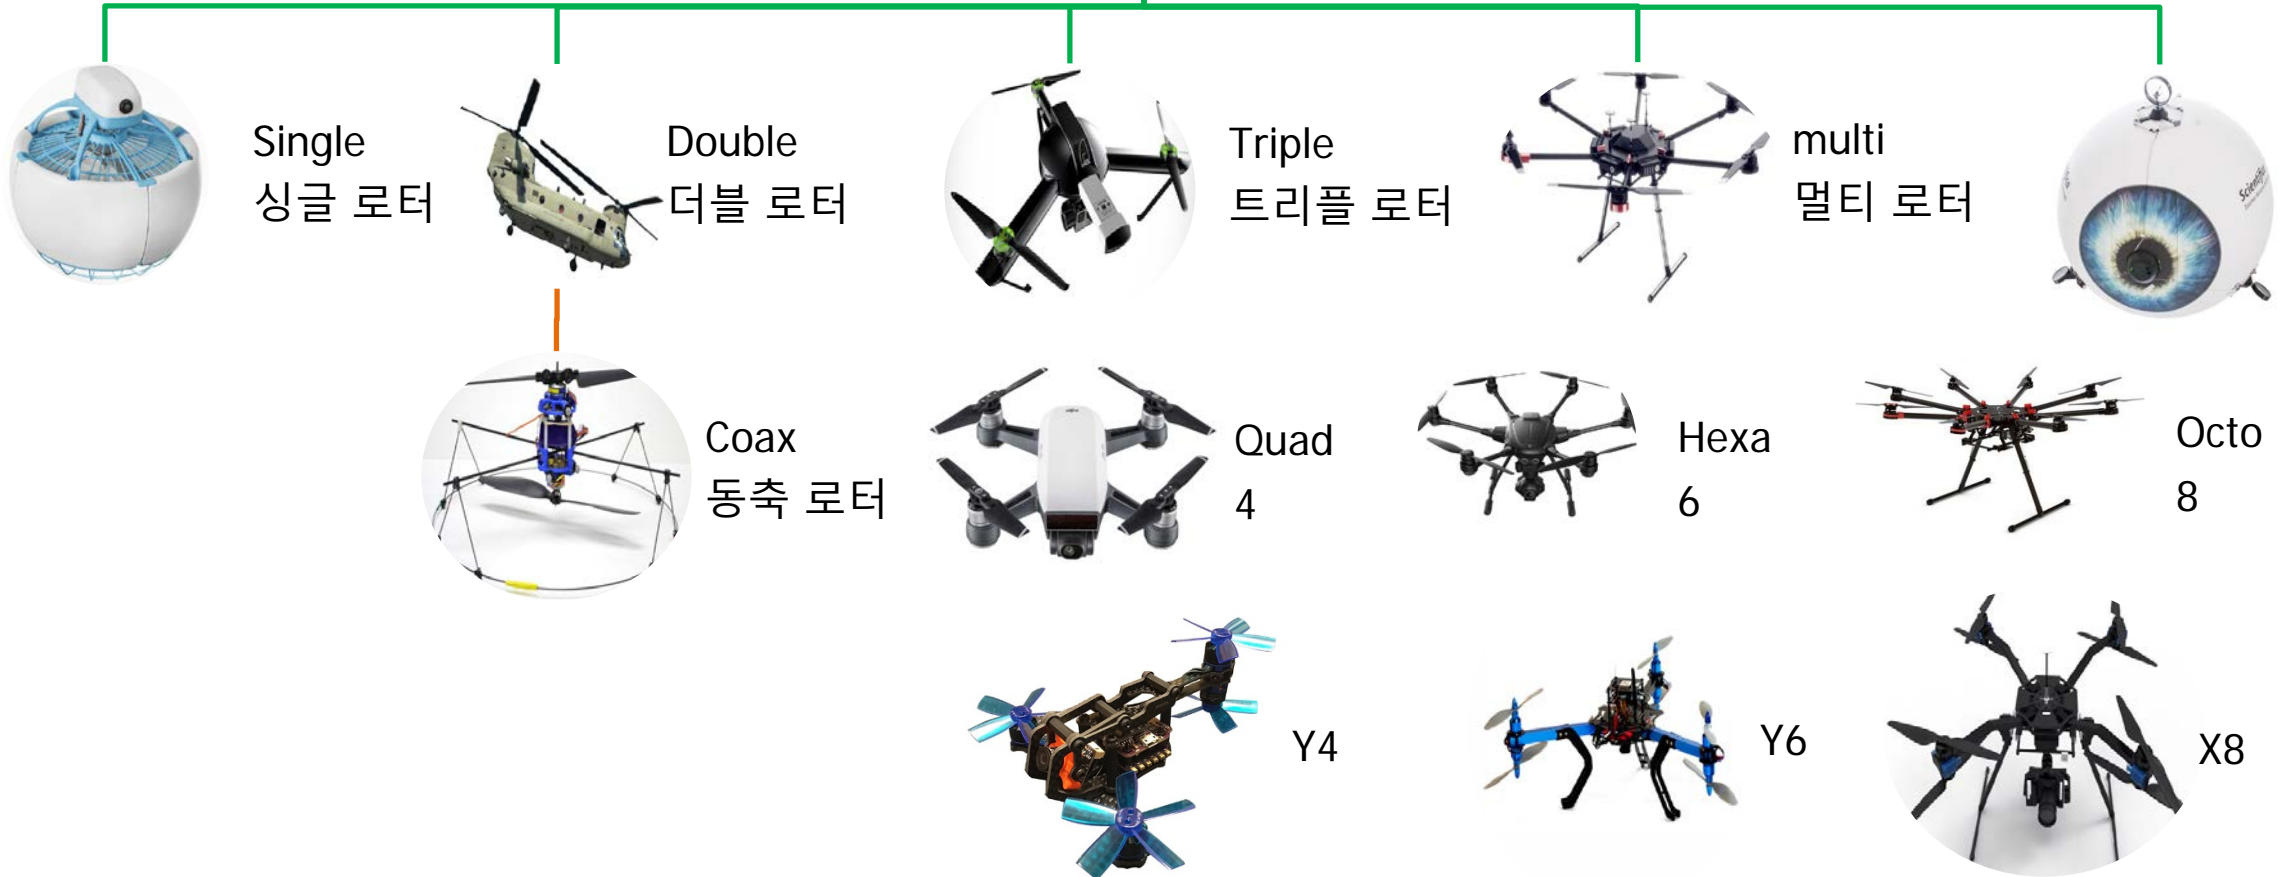 Single
싱글 로터
Double
더블 로터
Triple
트리플 로터
multi
멀티 로터
Coax
동축 로터
Quad
4
Hexa
6
Octo
8
Y4
Y6
X8